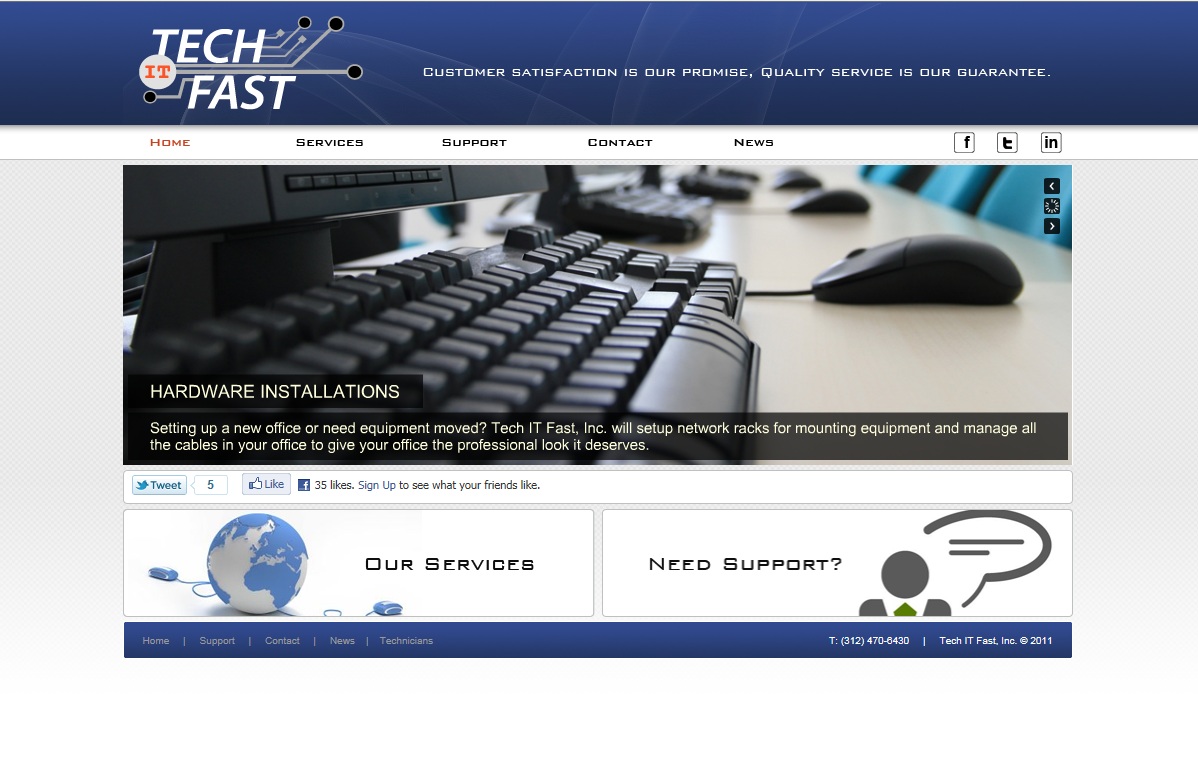 TECH
IT
FAST
Customer satisfaction is our promise, Quality service is our guarantee.
Home Services Support Contact News f t in
HARDWARE INSTALLATIONS
Setting up a new office or need equipment moved? Tech IT Fast, Inc. will setup network racks for mounting equipment and manage all
the cables in your office to give your office the professional look it deserves.
Tweet 5 Like f 35 likes. Sign Up to see what your friends like.
Our Services
Need Support?
Home | Support | Contact | News | Technicians T: (312) 470-6430 | Tech IT Fast, Inc. © 2011